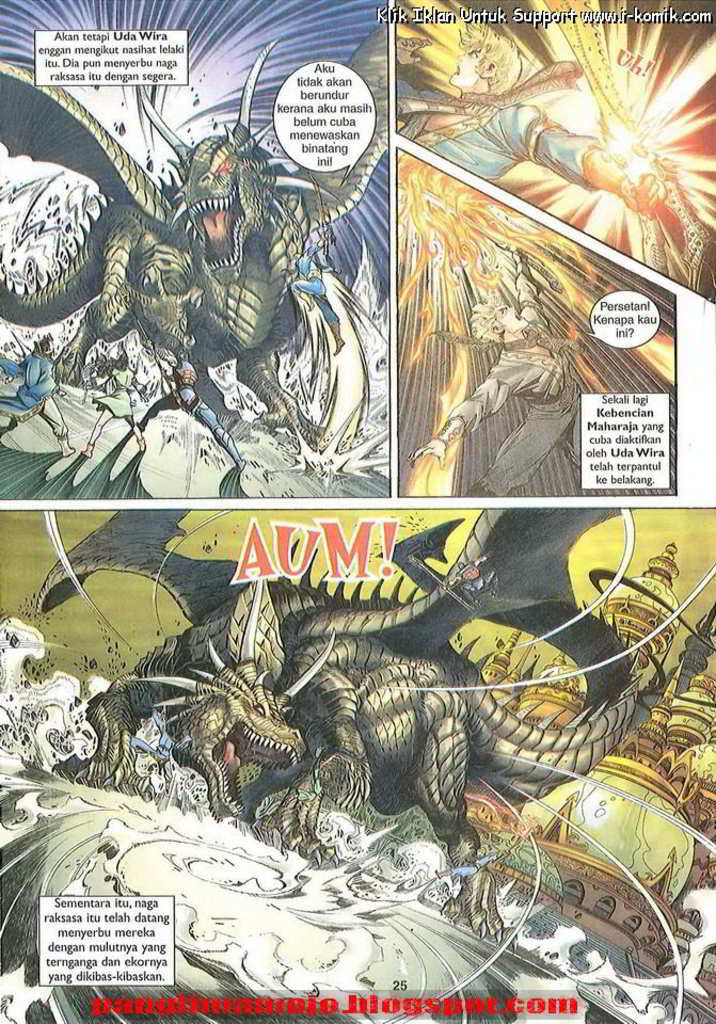 Klik Iklan Untuk Support www.i-komik.com
Akan tetapi Uda Wira
enggan mengikut nasihat lelaki
itu. Dia pun menyerbu naga
raksasa itu dengan segera.
Aku
tidak akan
berundur
kerana aku masih
belum cuba
menewaskan
binatang
ini!
Uh!
Persetan!
Kenapa kau
ini?
Sekali lagi
Kebencian
Maharaja yang
cuba diaktifkan
oleh Uda Wira
telah terpantul
ke belakang.
AUM!
Sementara itu, naga
raksasa itu telah datang
menyerbu mereka
dengan mulutnya yang
ternganga dan ekornya
yang dikibas-kibaskan.
25
panglimamaje.blogspot.com